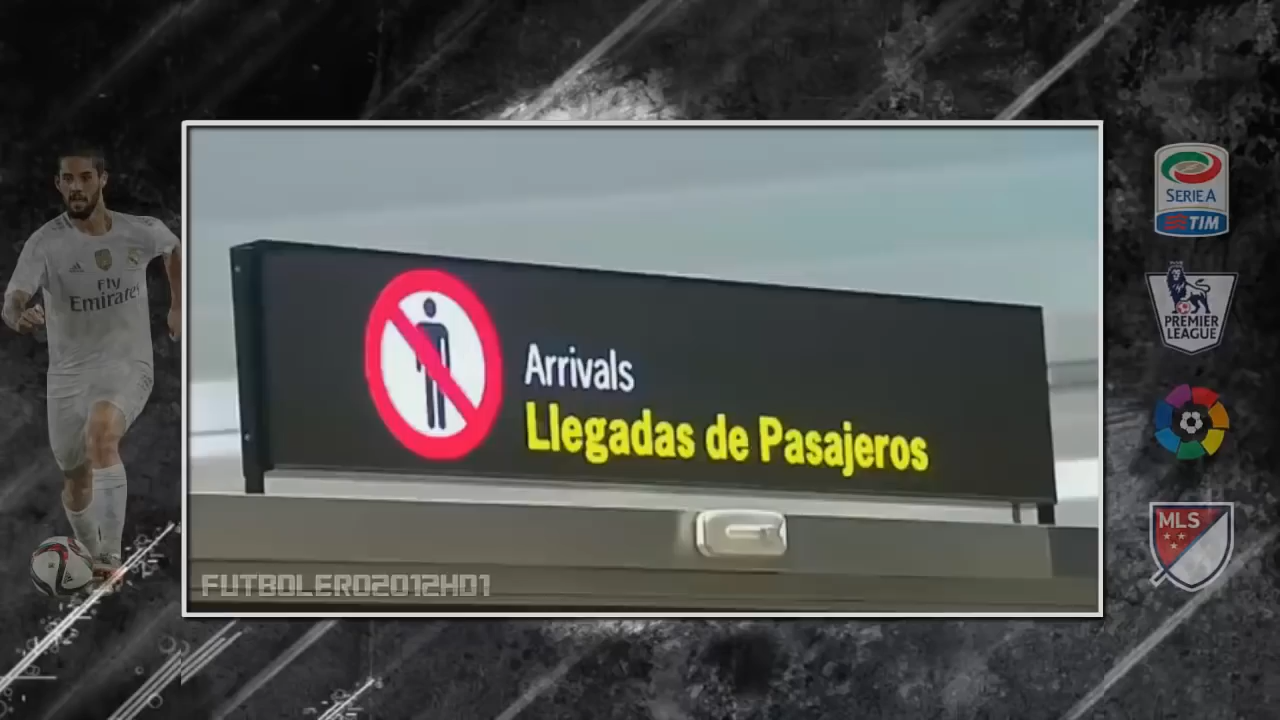 Arrivals
Llegadas de Pasajeros
FUTBOLERO2012HD1
Fly
Emirates
SERIE A
TIM
PREMIER
LEAGUE
MLS